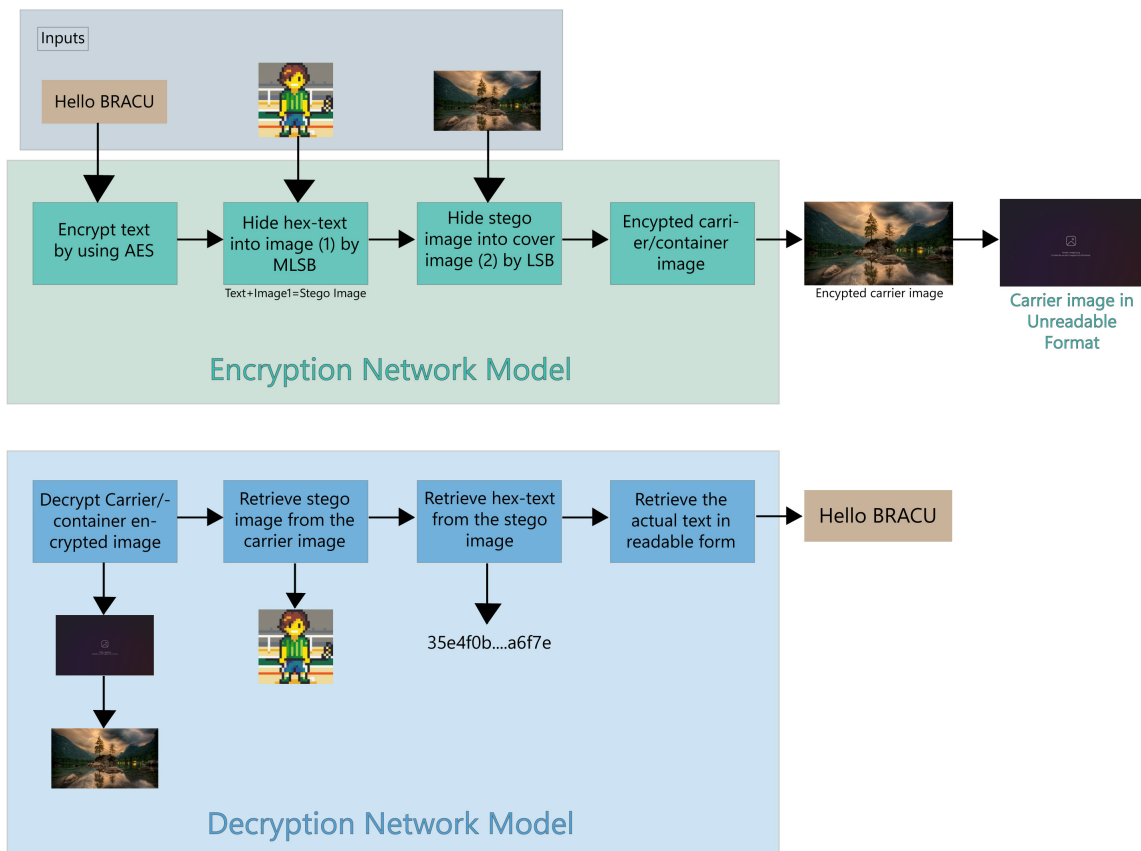 Inputs
Hello BRACU
Encrypt text
by using AES
Hide hex-text
into image (1) by
MLSB
Text+Image1=Stego Image
Hide stego
image into cover
image (2) by LSB
Encypted carri-
er/container
image
Encypted carrier image
Carrier image in
Unreadable
Format
Encryption Network Model
Decrypt Carrier/-
container en-
crypted image
Retrieve stego
image from the
carrier image
Retrieve hex-text
from the stego
image
Retrieve the
actual text in
readable form
Hello BRACU
35e4f0b....a6f7e
Decryption Network Model